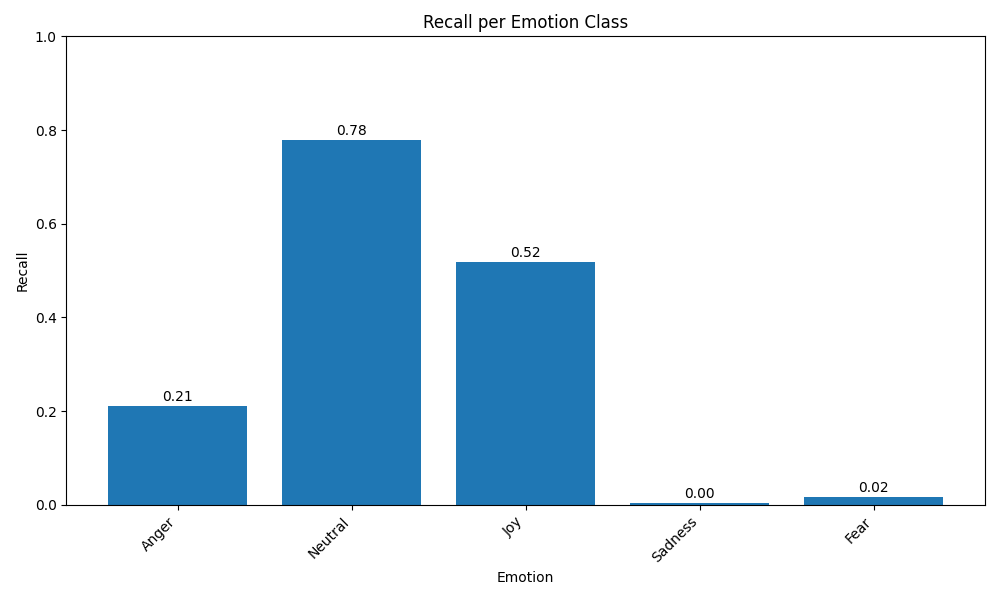 Recall per Emotion Class
1.0
0.8
0.6
0.4
0.2
0.0
Recall
0.21
0.78
0.52
0.00
0.02
Anger
Neutral
Joy
Sadness
Fear
Emotion